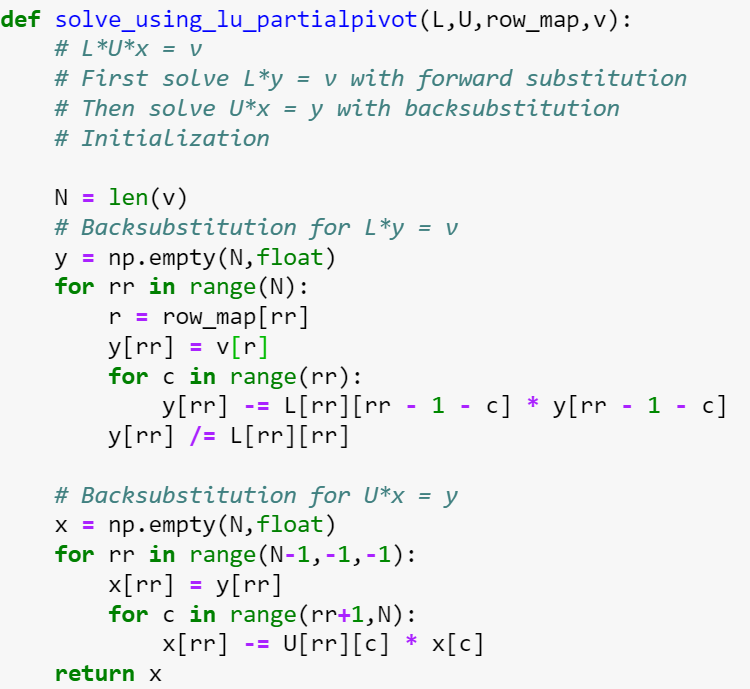 def solve_using_lu_partialpivot(L,U,row_map,v):
    # L*U*x = v
    # First solve L*y = v with forward substitution
    # Then solve U*x = y with backsubstitution
    # Initialization

    N = len(v)
    # Backsubstitution for L*y = v
    y = np.empty(N,float)
    for rr in range(N):
        r = row_map[rr]
        y[rr] = v[r]
        for c in range(rr):
            y[rr] -= L[rr][rr - 1 - c] * y[rr - 1 - c]
        y[rr] /= L[rr][rr]

    # Backsubstitution for U*x = y
    x = np.empty(N,float)
    for rr in range(N-1,-1,-1):
        x[rr] = y[rr]
        for c in range(rr+1,N):
            x[rr] -= U[rr][c] * x[c]
    return x